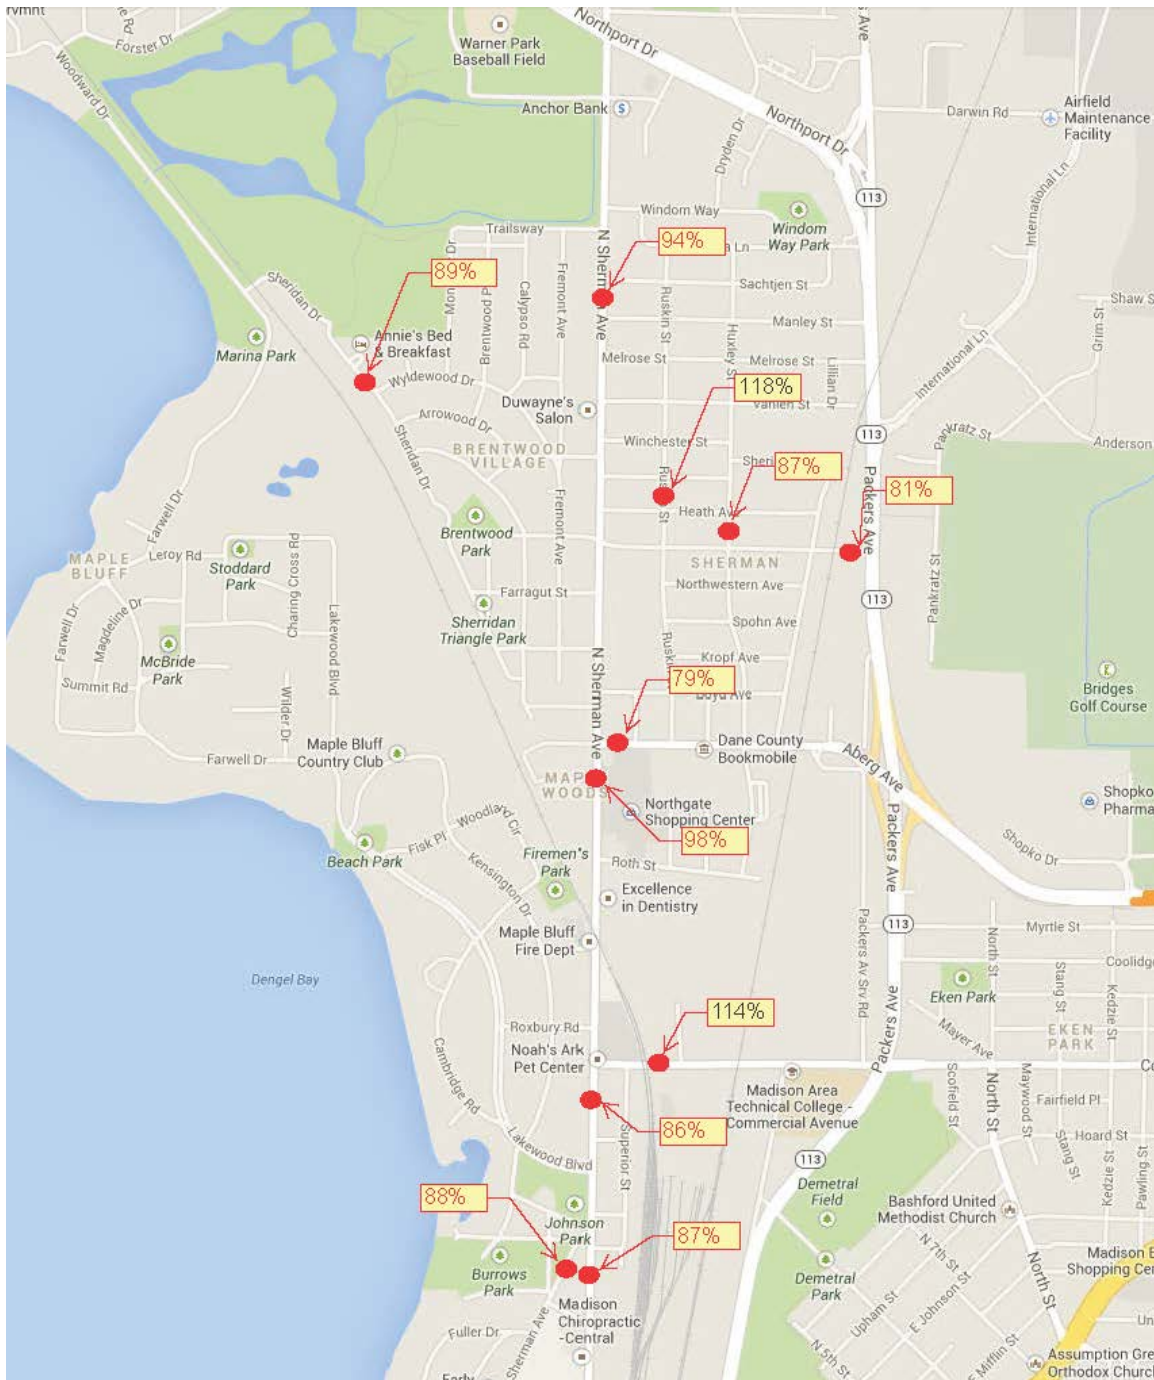 rvmnt
Forster Dr
Woodward Dr
Warner Park
Baseball Field
Northport Dr
s Ave
Anchor Bank
S
Darwin Rd
Airfield
Maintenance
Facility
Northport Dr
Dryden Dr
International Ln
113
Windom Way
Windom
Way Park
Trailsway
N Sherman Ave
94%
a Ln
89%
Sheridan Dr
Brentwood P
Calypso Rd
Fremont Ave
Sachtjen St
Ruskin St
Shaw S
Manley St
Huxley S
Grim St
Marina Park
Annie's Bed
& Breakfast
Melrose St
Melrose St
Lillian Dr
International Ln
Wyldewood Dr
118%
Vahlen St
Duwayne's
Salon
Arrowood Dr
113
Pankratz St
Anderson
Winchester St
BRENTWOOD
VILLAGE
Sheri
87%
Sheridan Dr
Packers Ave
81%
Farwell Dr
Fremont Ave
Heath Av
Brentwood
Park
Leroy Rd
MAPLE
BLUFF
Stoddard
Park
Charing Cross Rd
SHERMAN
Northwestern Ave
Pankratz St
Farragut St
113
Lakewood Blvd
Farwell Dr
Magdeline Dr
Sherridan
Triangle Park
Spohn Ave
McBride
Park
N Sherman Ave
Kropf Ave
Summit Rd
79%
Boyd Ave
Bridges
Golf Course
Wilder Dr
Maple Bluff
Country Club
Farwell Dr
Dane County
Bookmobile
Aberg Ave
MAP
WOODS
Northgate
Shopping Center
Shopko
Pharma
98%
Woodland Cir
Fisk Pl
Beach Park
Shopko Dr
Firemen's
Park
Roth St
Packers Ave
Kensington Dr
Excellence
in Dentistry
Maple Bluff
Fire Dept
Packers Av Srv Rd
113
North St
Myrtle St
Coolidg
Dengel Bay
Stang St
Kedzie St
Eken Park
114%
Packers Ave
Roxbury Rd
Mayer Ave
EKEN
PARK
Noah's Ark
Pet Center
Cambridge Rd
Co
Madison Area
Technical College -
Commercial Avenue
Scofield St
North St
Maywood St
Fairfield Pl
86%
Superior St
Hoard St
Lakewood Blvd
Stang St
Kedzie St
Pawling St
113
88%
Demetral
Field
Bashford United
Methodist Church
Johnson
Park
87%
N 7th St
Burrows
Park
Demetral
Park
E Johnson St
North St
Madison E
Shopping Cen
Madison
Chiropractic
-Central
Sherman Ave
Fuller Dr
Upham St
Un
N 5th St
E Mifflin St
Assumption Gre
Orthodox Churc
Early